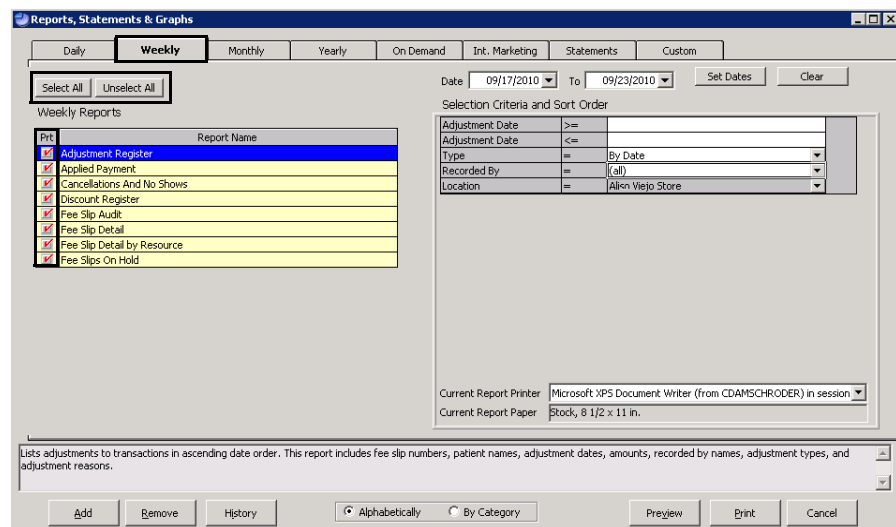 Reports, Statements & Graphs
Daily Weekly Monthly Yearly On Demand Int. Marketing Statements Custom
Select All Unselect All
Date 09/17/2010 To 09/23/2010 Set Dates Clear
Weekly Reports
Selection Criteria and Sort Order
Prt Report Name
Adjustment Register
Applied Payment
Cancellations And No Shows
Discount Register
Fee Slip Audit
Fee Slip Detail
Fee Slip Detail by Resource
Fee Slips On Hold
Adjustment Date >=
Adjustment Date <=
Type = By Date
Recorded By = (all)
Location = Aliso Viejo Store
Current Report Printer Microsoft XPS Document Writer (from CDAMSCHRODER) in session
Current Report Paper Stock, 8 1/2 x 11 in.
Lists adjustments to transactions in ascending date order. This report includes fee slip numbers, patient names, adjustment dates, amounts, recorded by names, adjustment types, and
adjustment reasons.
Add Remove History Alphabetically By Category Preview Print Cancel